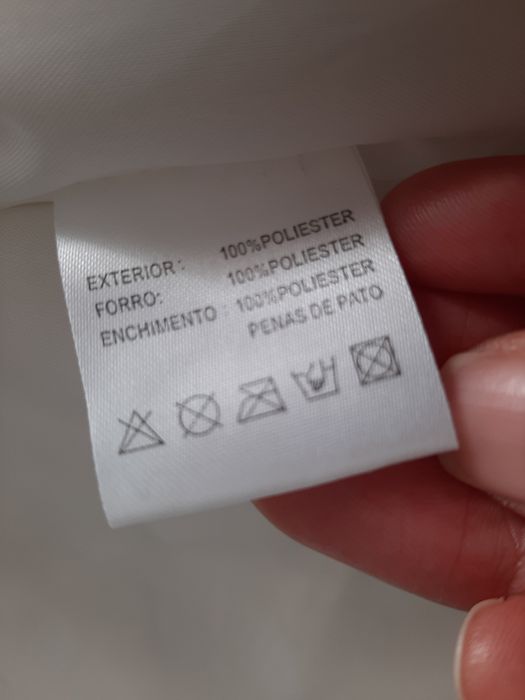 EXTERIOR: 100%POLIESTER
FORRO: 100%POLIESTER
ENCHIMENTO : 100%POLIESTER
PENAS DE PATO